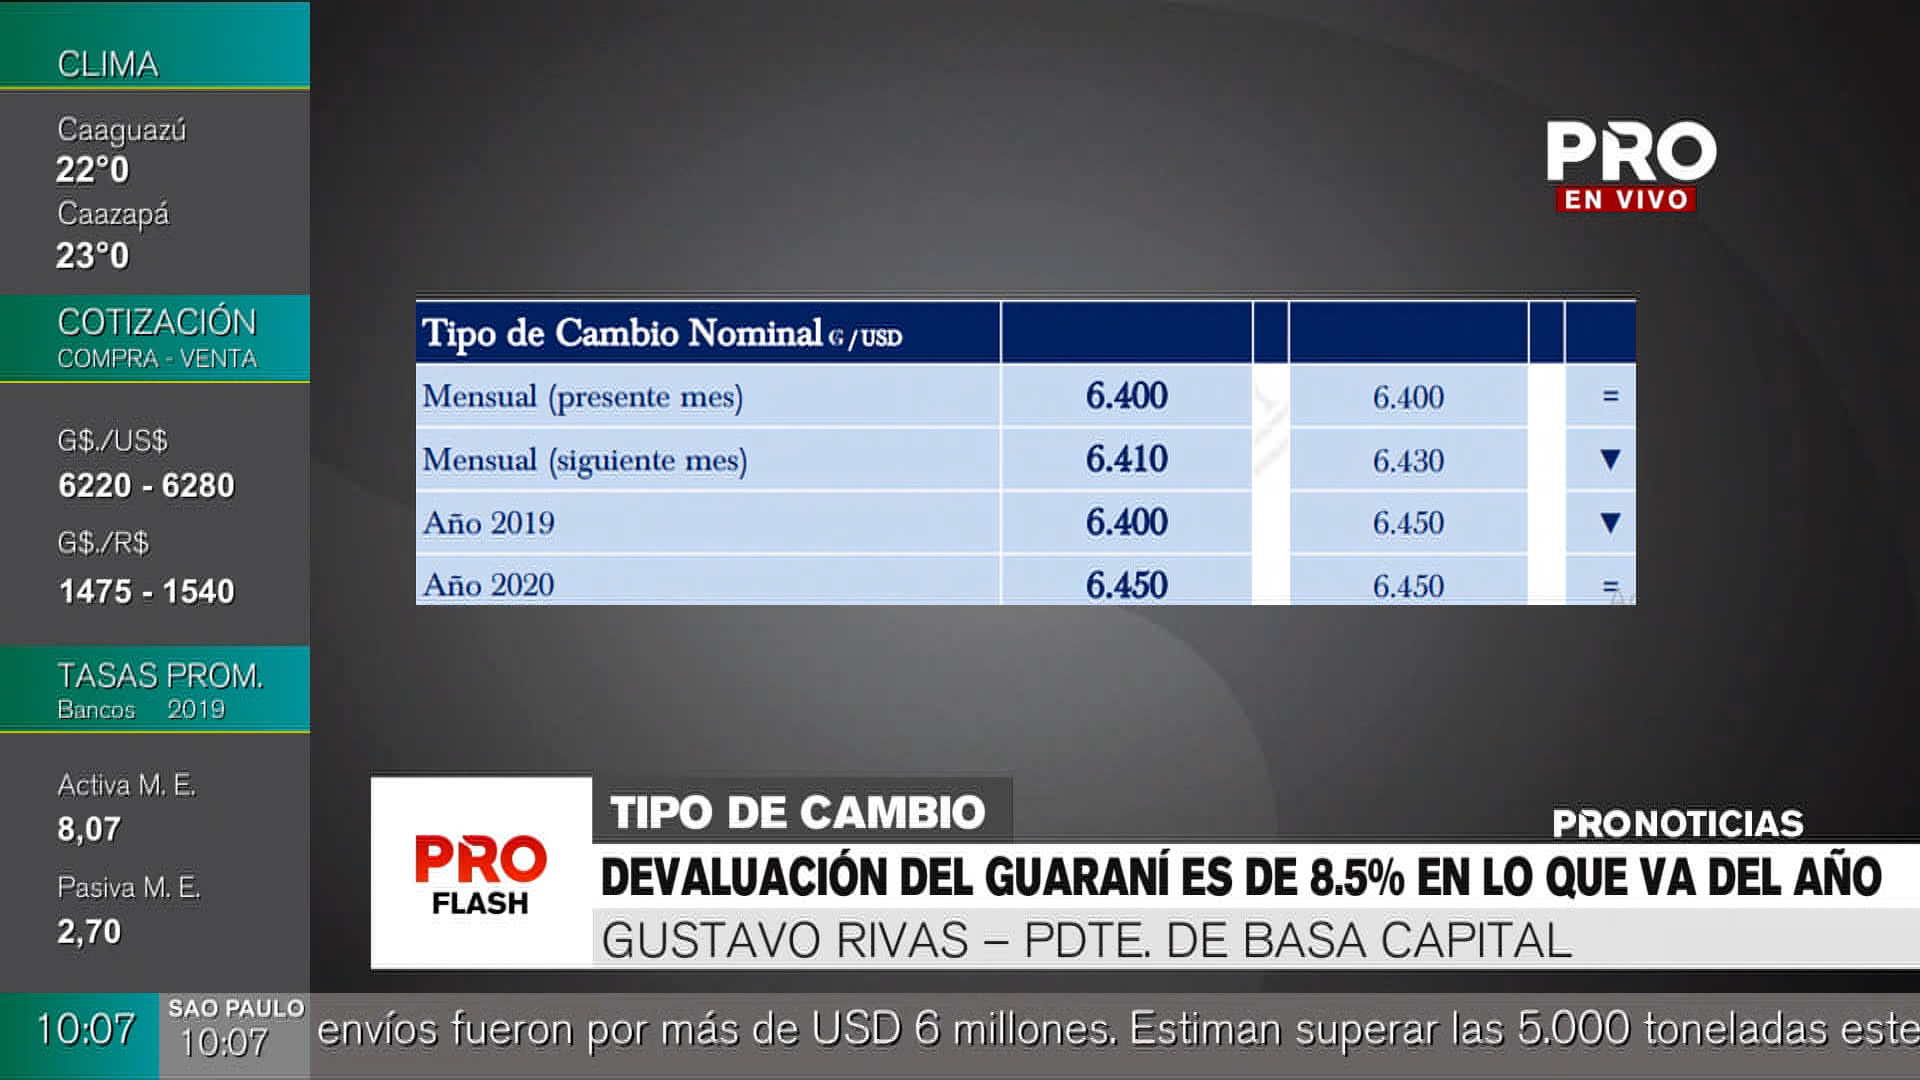 CLIMA
Caaguazú
22°0
Caazapá
23°0
COTIZACIÓN
COMPRA - VENTA
G$./US$
6220 - 6280
G$./R$
1475 - 1540
TASAS PROM.
Bancos 2019
Activa M. E.
8,07
Pasiva M. E.
2,70
PRO
EN VIVO
Tipo de Cambio Nominal G/USD
Mensual (presente mes) 6.400 6.400 =
Mensual (siguiente mes) 6.410 6.430 ▼
Año 2019 6.400 6.450 ▼
Año 2020 6.450 6.450 =
PRO
FLASH
TIPO DE CAMBIO
PRONOTICIAS
DEVALUACIÓN DEL GUARANÍ ES DE 8.5% EN LO QUE VA DEL AÑO
GUSTAVO RIVAS – PDTE. DE BASA CAPITAL
10:07
SAO PAULO
10:07
envíos fueron por más de USD 6 millones. Estiman superar las 5.000 toneladas este